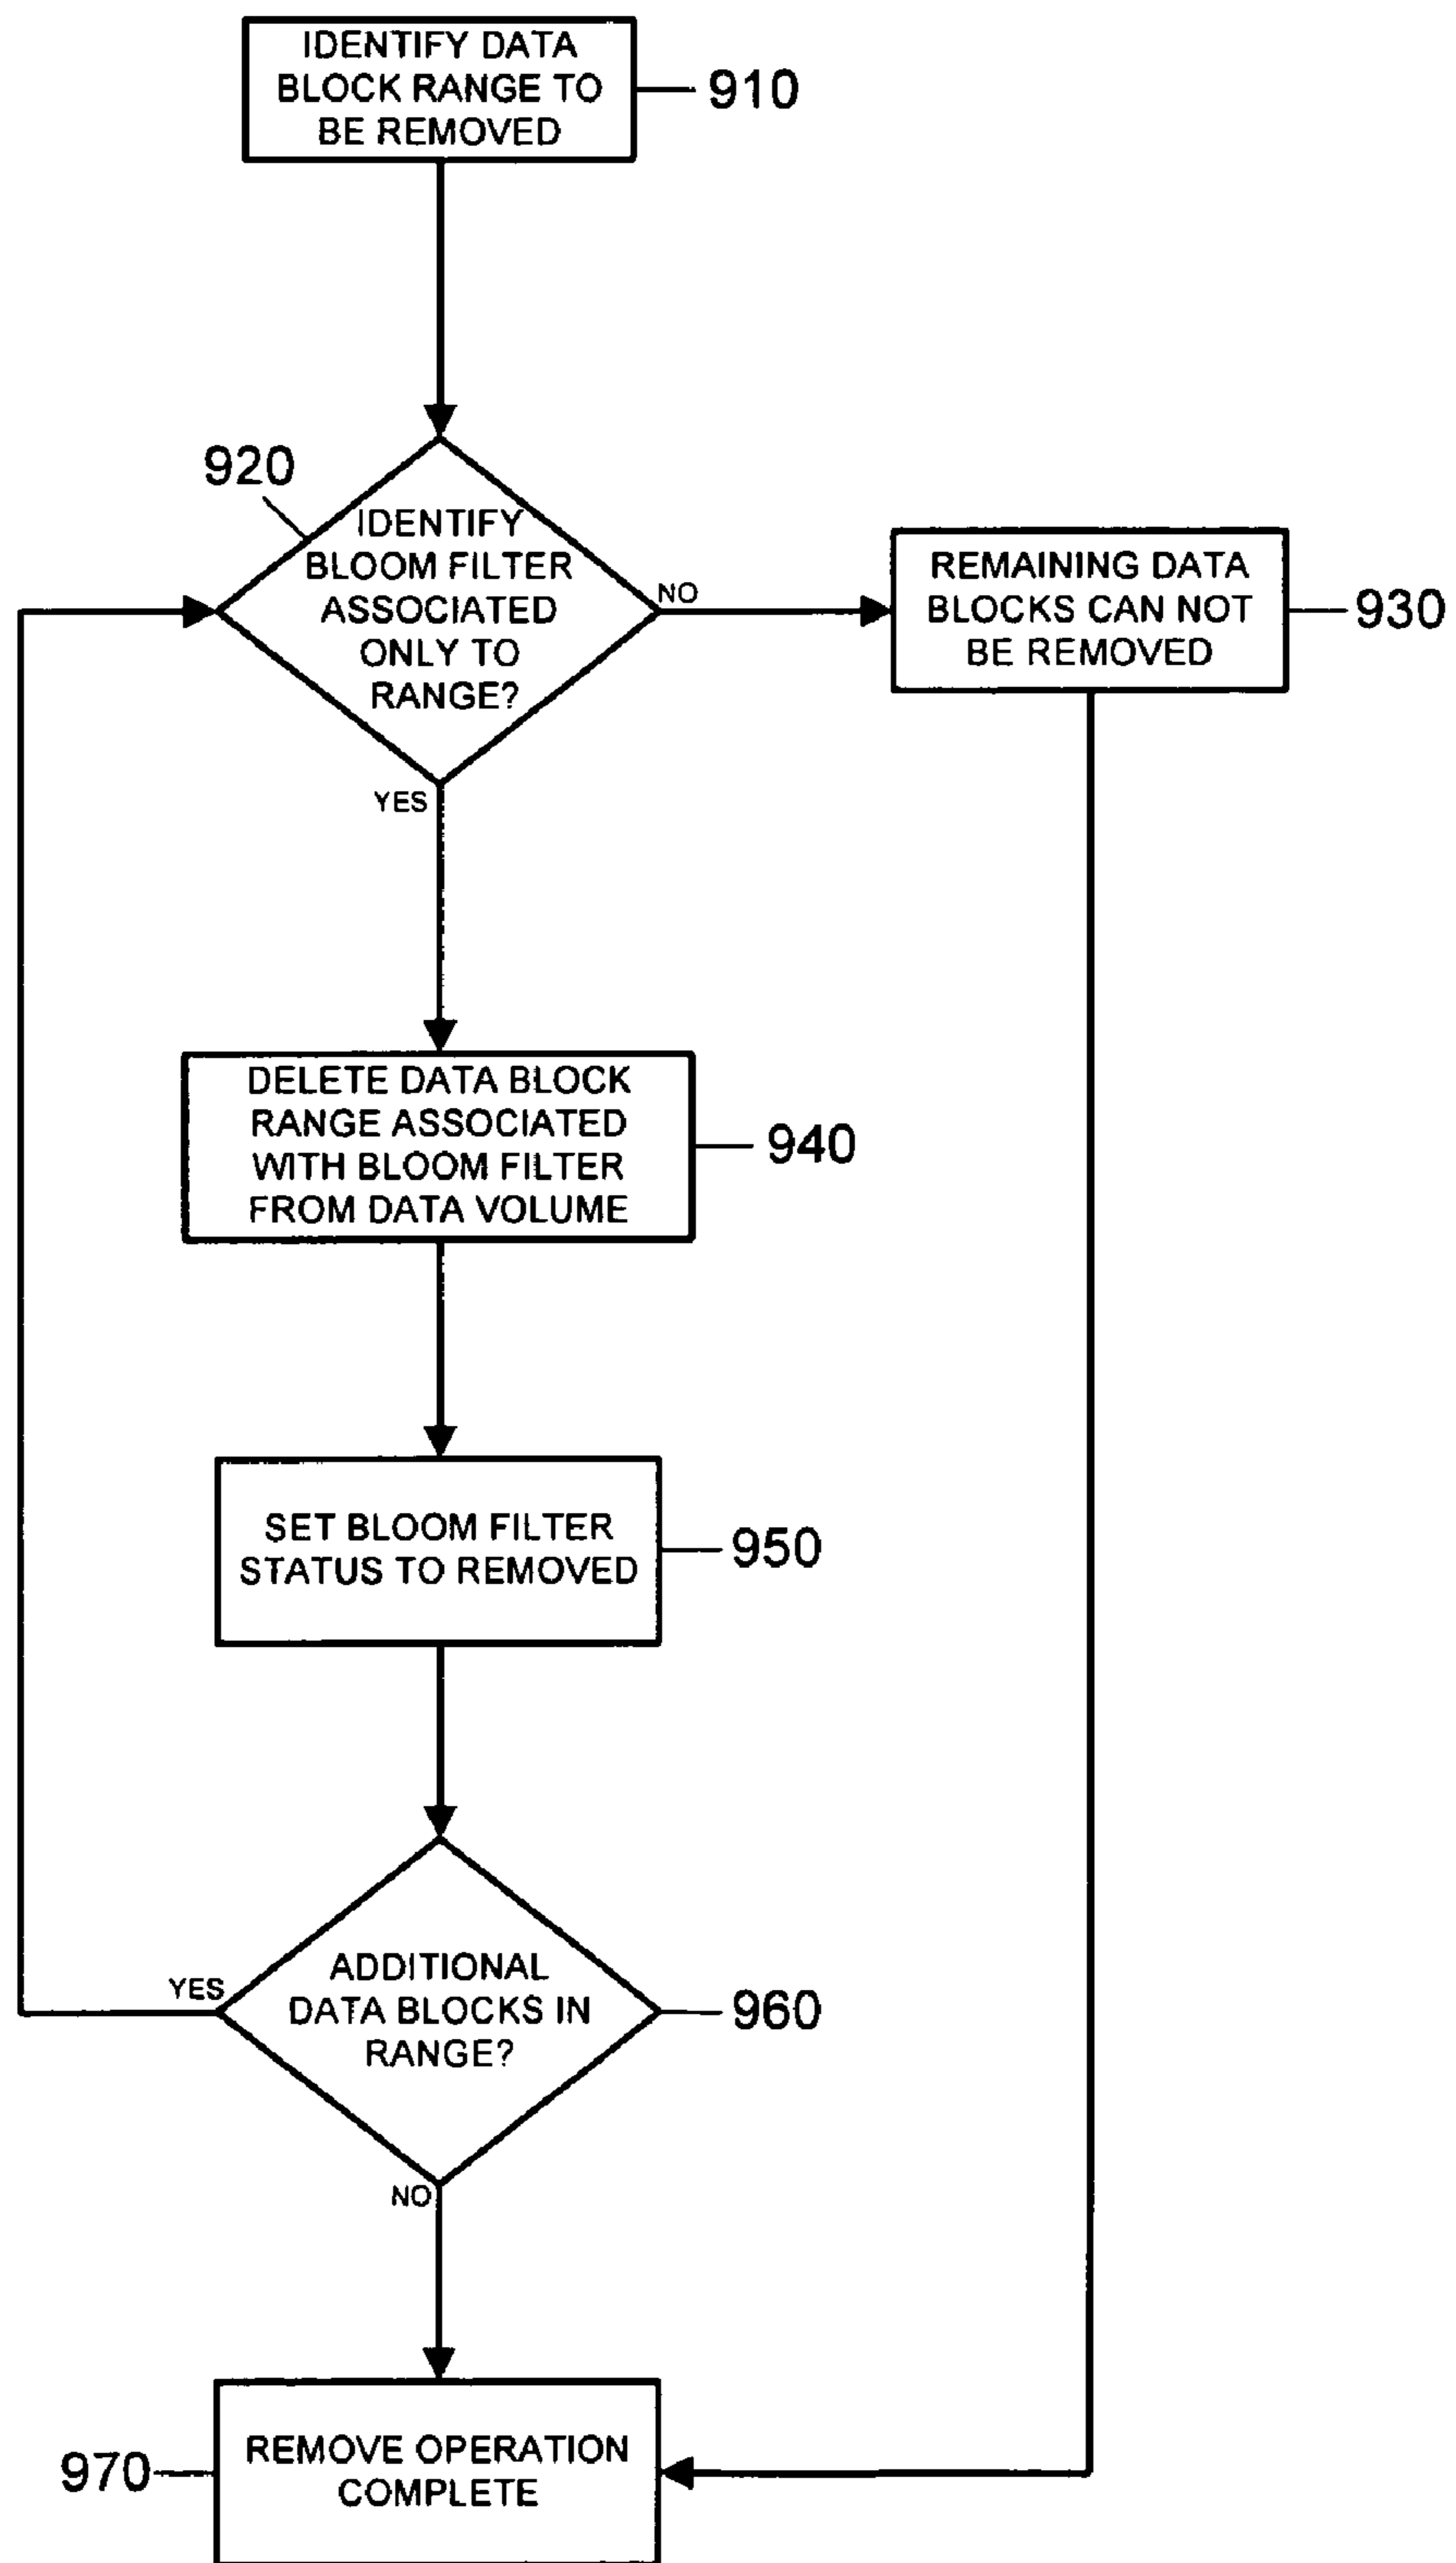 IDENTIFY DATA
BLOCK RANGE TO
BE REMOVED
910
920
IDENTIFY
BLOOM FILTER
ASSOCIATED
ONLY TO
RANGE?
NO
YES
REMAINING DATA
BLOCKS CAN NOT
BE REMOVED
930
DELETE DATA BLOCK
RANGE ASSOCIATED
WITH BLOOM FILTER
FROM DATA VOLUME
940
SET BLOOM FILTER
STATUS TO REMOVED
950
YES
ADDITIONAL
DATA BLOCKS IN
RANGE?
960
NO
970
REMOVE OPERATION
COMPLETE